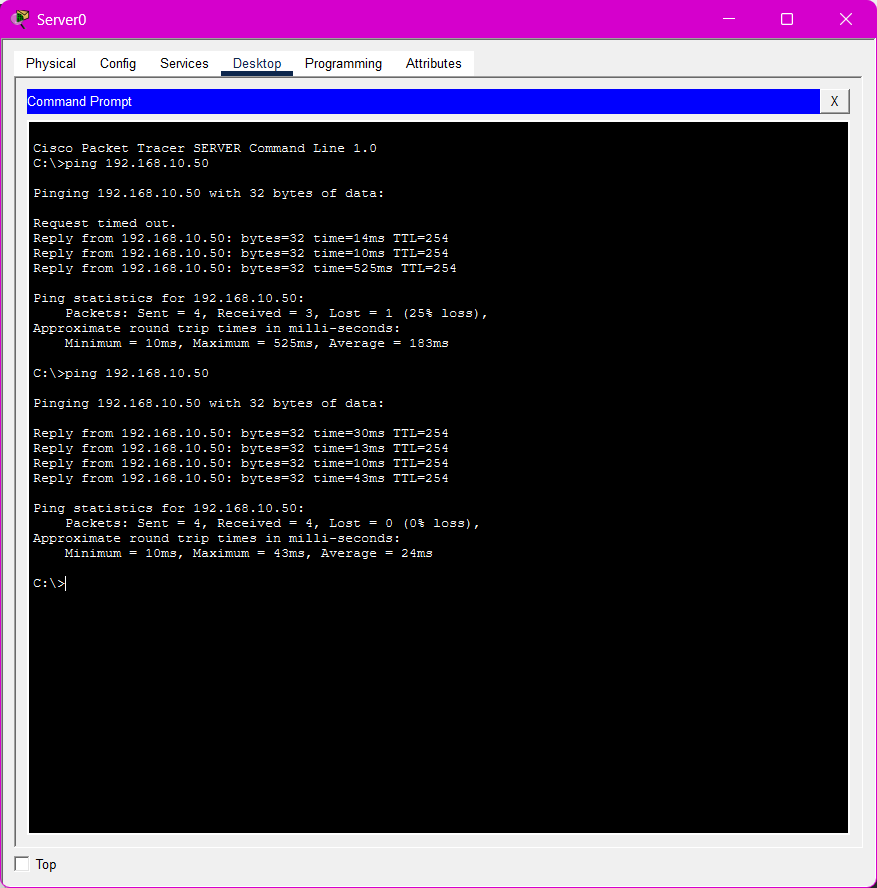 Server0
Physical Config Services Desktop Programming Attributes
Command Prompt X
Cisco Packet Tracer SERVER Command Line 1.0
C:\>ping 192.168.10.50
Pinging 192.168.10.50 with 32 bytes of data:
Request timed out.
Reply from 192.168.10.50: bytes=32 time=14ms TTL=254
Reply from 192.168.10.50: bytes=32 time=10ms TTL=254
Reply from 192.168.10.50: bytes=32 time=525ms TTL=254
Ping statistics for 192.168.10.50:
    Packets: Sent = 4, Received = 3, Lost = 1 (25% loss),
Approximate round trip times in milli-seconds:
    Minimum = 10ms, Maximum = 525ms, Average = 183ms
C:\>ping 192.168.10.50
Pinging 192.168.10.50 with 32 bytes of data:
Reply from 192.168.10.50: bytes=32 time=30ms TTL=254
Reply from 192.168.10.50: bytes=32 time=13ms TTL=254
Reply from 192.168.10.50: bytes=32 time=10ms TTL=254
Reply from 192.168.10.50: bytes=32 time=43ms TTL=254
Ping statistics for 192.168.10.50:
    Packets: Sent = 4, Received = 4, Lost = 0 (0% loss),
Approximate round trip times in milli-seconds:
    Minimum = 10ms, Maximum = 43ms, Average = 24ms
C:\>
Top